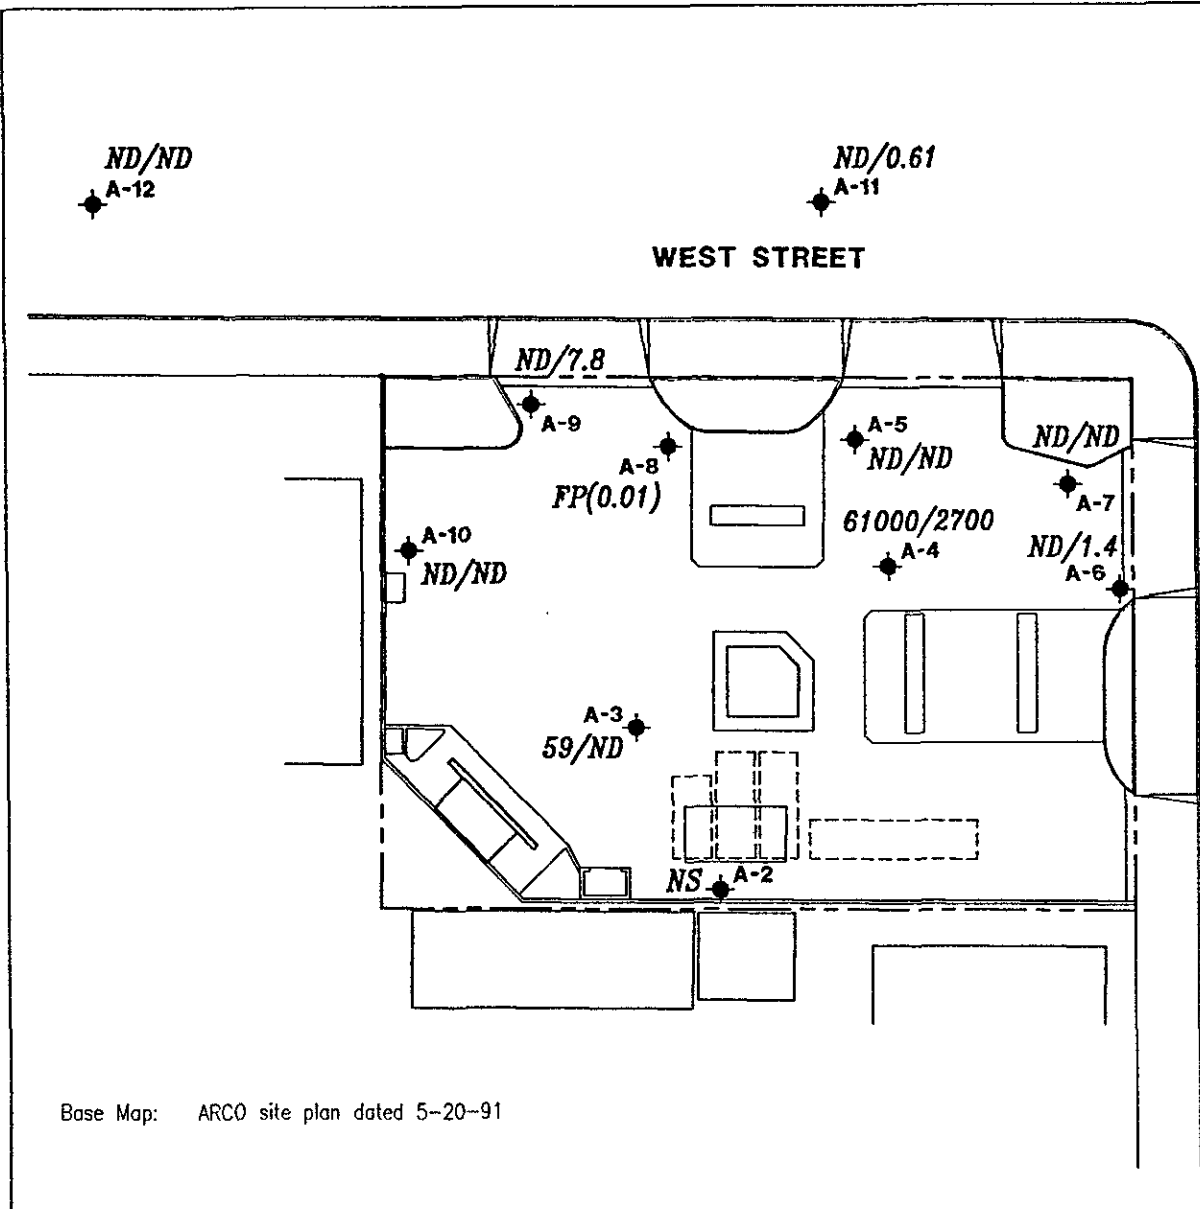 ND/ND
A-12
ND/0.61
A-11
WEST STREET
ND/7.8
A-9
A-5
ND/ND
ND/ND
A-7
A-8
FP(0.01)
61000/2700
A-4
A-10
ND/ND
ND/1.4
A-6
A-3
59/ND
NS
A-2
Base Map: ARCO site plan dated 5-20-91